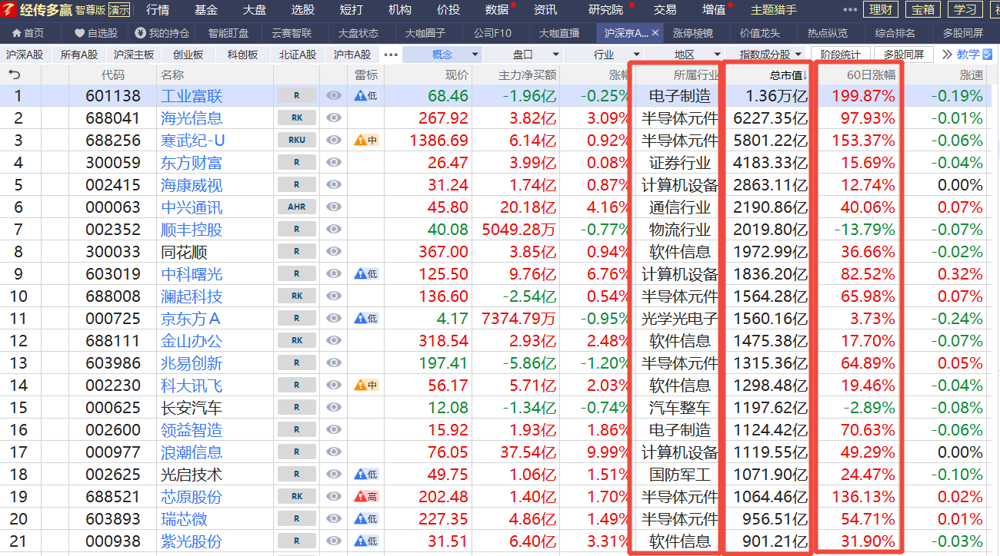 经传多赢 智尊版 演示 行情 基金 大盘 选股 短打 机构 价投 数据 资讯 研究院 交易 增值 主题猎手 ••• 理财 宝箱 学习
首页 自选股 我的持仓 智能盯盘 云赛智联 大盘状态 大咖圈子 公司F10 大咖直播 沪深京A... × 涨停棱镜 价值龙头 热点纵览 综合排名 多股同屏
沪深A股 所有A股 沪深主板 创业板 科创板 北证A股 沪市A股 ••• 概念 盘口 行业 地区 指数成分股 阶段统计 多股同屏 教学
代码 名称 雷标 现价 主力净买额 涨幅 所属行业 总市值↓ 60日涨幅 涨速
1 601138 工业富联 R 低 68.46 -1.96亿 -0.25% 电子制造 1.36万亿 199.87% -0.19%
2 688041 海光信息 RK 267.92 3.82亿 3.09% 半导体元件 6227.35亿 97.93% -0.01%
3 688256 寒武纪-U RKU 中 1386.69 6.14亿 0.92% 半导体元件 5801.22亿 153.37% -0.06%
4 300059 东方财富 R 26.47 3.99亿 0.08% 证券行业 4183.33亿 15.69% -0.04%
5 002415 海康威视 R 31.24 1.74亿 0.87% 计算机设备 2863.11亿 12.74% 0.00%
6 000063 中兴通讯 AHR 45.80 20.18亿 4.16% 通信行业 2190.86亿 40.06% 0.07%
7 002352 顺丰控股 R 40.08 5049.28万 -0.77% 物流行业 2019.80亿 -13.79% -0.07%
8 300033 同花顺 R 367.00 3.85亿 0.94% 软件信息 1972.99亿 36.66% -0.02%
9 603019 中科曙光 R 低 125.50 9.76亿 6.76% 计算机设备 1836.20亿 82.52% 0.32%
10 688008 澜起科技 RK 136.60 -2.54亿 0.54% 半导体元件 1564.28亿 65.98% 0.07%
11 000725 京东方A R 低 4.17 7374.79万 -0.95% 光学光电子 1560.16亿 3.73% -0.24%
12 688111 金山办公 RK 318.54 2.93亿 2.48% 软件信息 1475.38亿 17.70% -0.07%
13 603986 兆易创新 R 197.41 -5.86亿 -1.20% 半导体元件 1315.36亿 64.89% 0.05%
14 002230 科大讯飞 R 中 56.17 5.71亿 2.03% 软件信息 1298.48亿 19.46% -0.04%
15 000625 长安汽车 R 12.08 -1.34亿 -0.74% 汽车整车 1197.62亿 -2.89% -0.08%
16 002600 领益智造 R 15.92 1.93亿 1.86% 电子制造 1124.42亿 70.63% -0.06%
17 000977 浪潮信息 R 76.05 37.54亿 9.99% 计算机设备 1119.55亿 49.29% 0.00%
18 002625 光启技术 R 低 49.75 1.06亿 1.51% 国防军工 1071.90亿 24.47% -0.10%
19 688521 芯原股份 RK 高 202.48 1.40亿 1.70% 半导体元件 1064.46亿 136.13% 0.02%
20 603893 瑞芯微 R 低 227.35 4.86亿 1.49% 半导体元件 956.51亿 54.71% 0.01%
21 000938 紫光股份 R 低 31.51 6.40亿 3.31% 软件信息 901.21亿 31.90% -0.03%